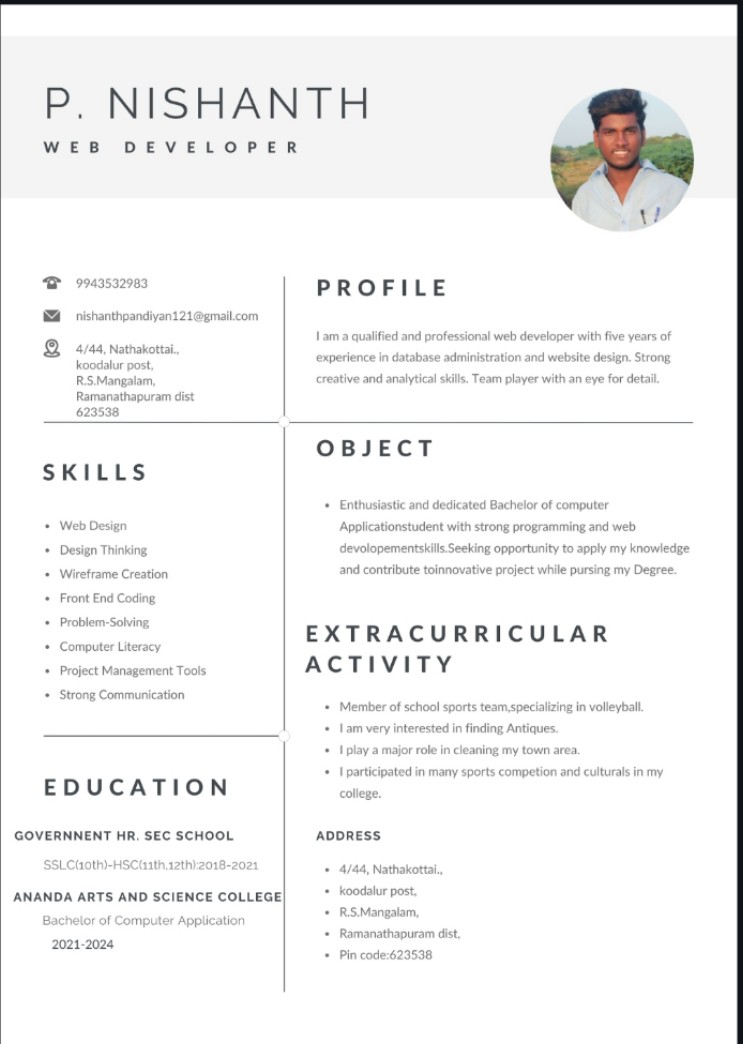 P. NISHANTH
WEB DEVELOPER
9943532983
nishanthpandiyan121@gmail.com
4/44, Nathakottai.,
koodalur post,
R.S.Mangalam,
Ramanathapuram dist
623538
SKILLS
• Web Design
• Design Thinking
• Wireframe Creation
• Front End Coding
• Problem-Solving
• Computer Literacy
• Project Management Tools
• Strong Communication
EDUCATION
GOVERNNENT HR. SEC SCHOOL
SSLC(10th)-HSC(11th,12th):2018-2021
ANANDA ARTS AND SCIENCE COLLEGE
Bachelor of Computer Application
2021-2024
PROFILE
I am a qualified and professional web developer with five years of
experience in database administration and website design. Strong
creative and analytical skills. Team player with an eye for detail.
OBJECT
• Enthusiastic and dedicated Bachelor of computer
Applicationstudent with strong programming and web
devolopementskills.Seeking opportunity to apply my knowledge
and contribute toinnovative project while pursing my Degree.
EXTRACURRICULAR
ACTIVITY
• Member of school sports team,specializing in volleyball.
• I am very interested in finding Antiques.
• I play a major role in cleaning my town area.
• I participated in many sports competion and culturals in my
college.
ADDRESS
• 4/44, Nathakottai.,
• koodalur post,
• R.S.Mangalam,
• Ramanathapuram dist,
• Pin code:623538